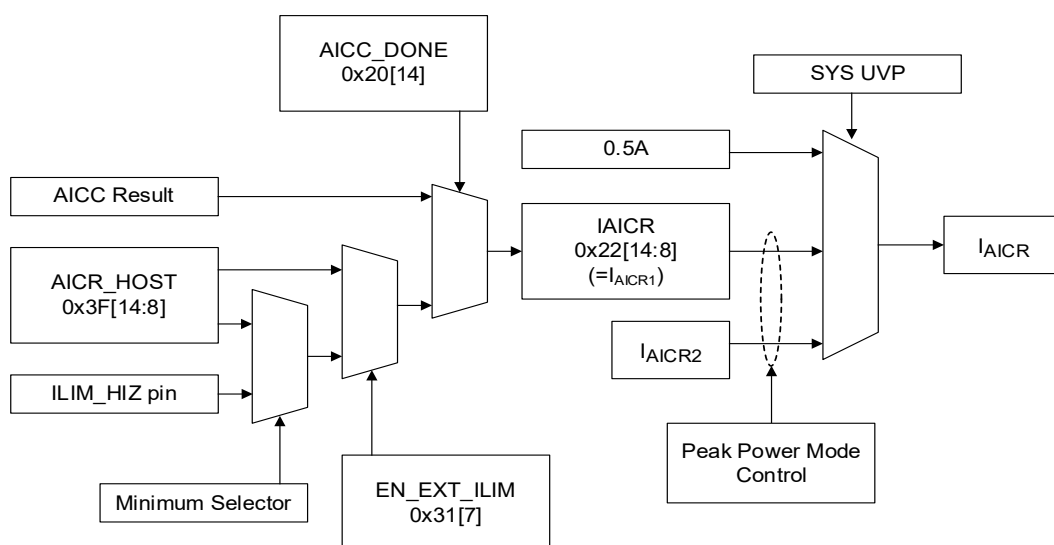 AICC_DONE
0x20[14]
SYS UVP
0.5A
AICC Result
IAICR
0x22[14:8]
(=IAICR1)
IAICR
AICR_HOST
0x3F[14:8]
IAICR2
ILIM_HIZ pin
Peak Power Mode
Control
Minimum Selector
EN_EXT_ILIM
0x31[7]